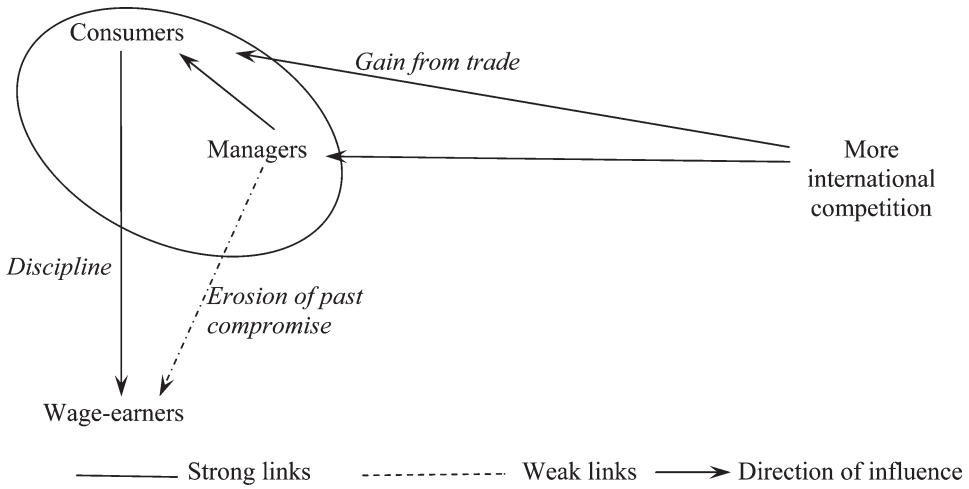 Consumers
Gain from trade
Managers
More
international
competition
Discipline
Erosion of past
compromise
Wage-earners
Strong links
Weak links
Direction of influence